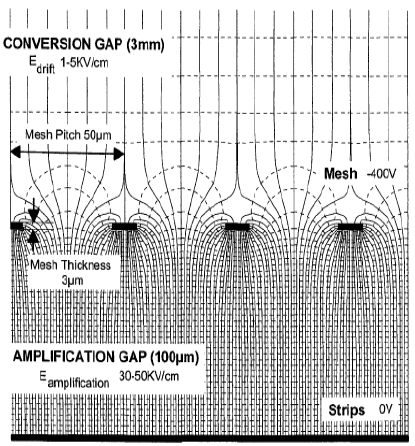 CONVERSION GAP (3mm)
Edrift 1-5KV/cm
Mesh Pitch 50µm
Mesh -400V
Mesh Thickness
3µm
AMPLIFICATION GAP (100µm)
Eamplification 30-50KV/cm
Strips 0V